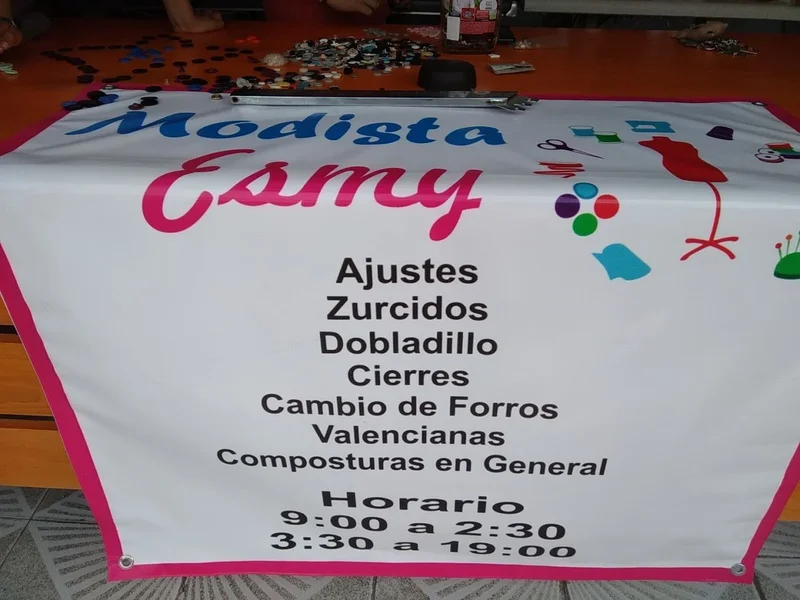 Modista
Esmy
Ajustes
Zurcidos
Dobladillo
Cierres
Cambio de Forros
Valencianas
Composturas en General
Horario
9:00 a 2:30
3:30 a 19:00